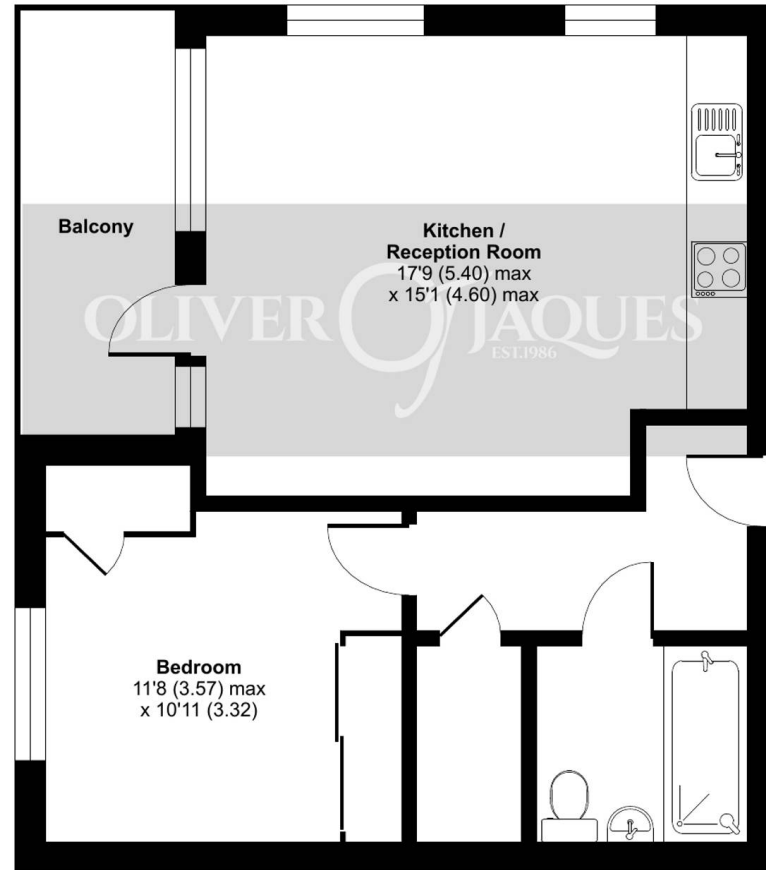 Balcony
Kitchen /
Reception Room
17'9 (5.40) max
x 15'1 (4.60) max
OLIVER JAQUES
EST.1986
Bedroom
11'8 (3.57) max
x 10'11 (3.32)